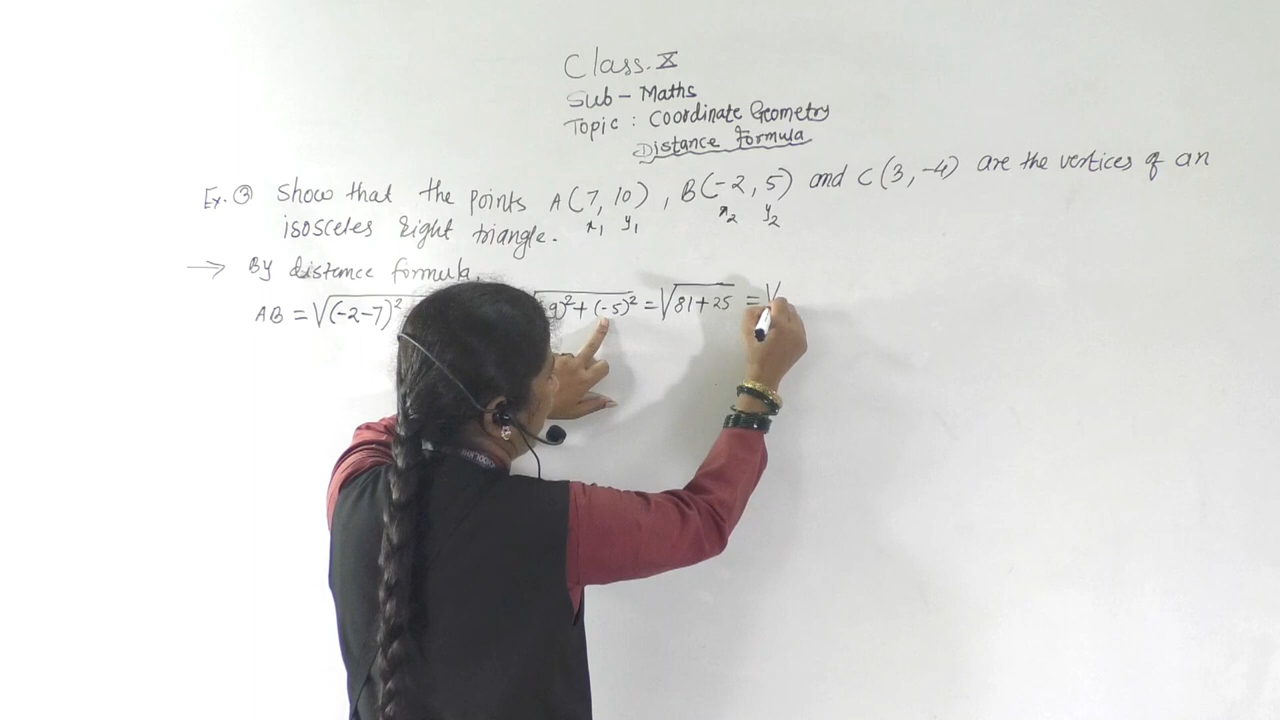 Class. X
Sub - Maths
Topic : Coordinate Geometry
Distance Formula
Ex. ③ Show that the points A(7, 10), B(-2, 5) and C(3, -4) are the vertices of an
x₁ y₁ x₂ y₂
isosceles right triangle.
→ By distance formula,
AB = √(-2-7)² 9)² + (-5)² = √81+25 = √